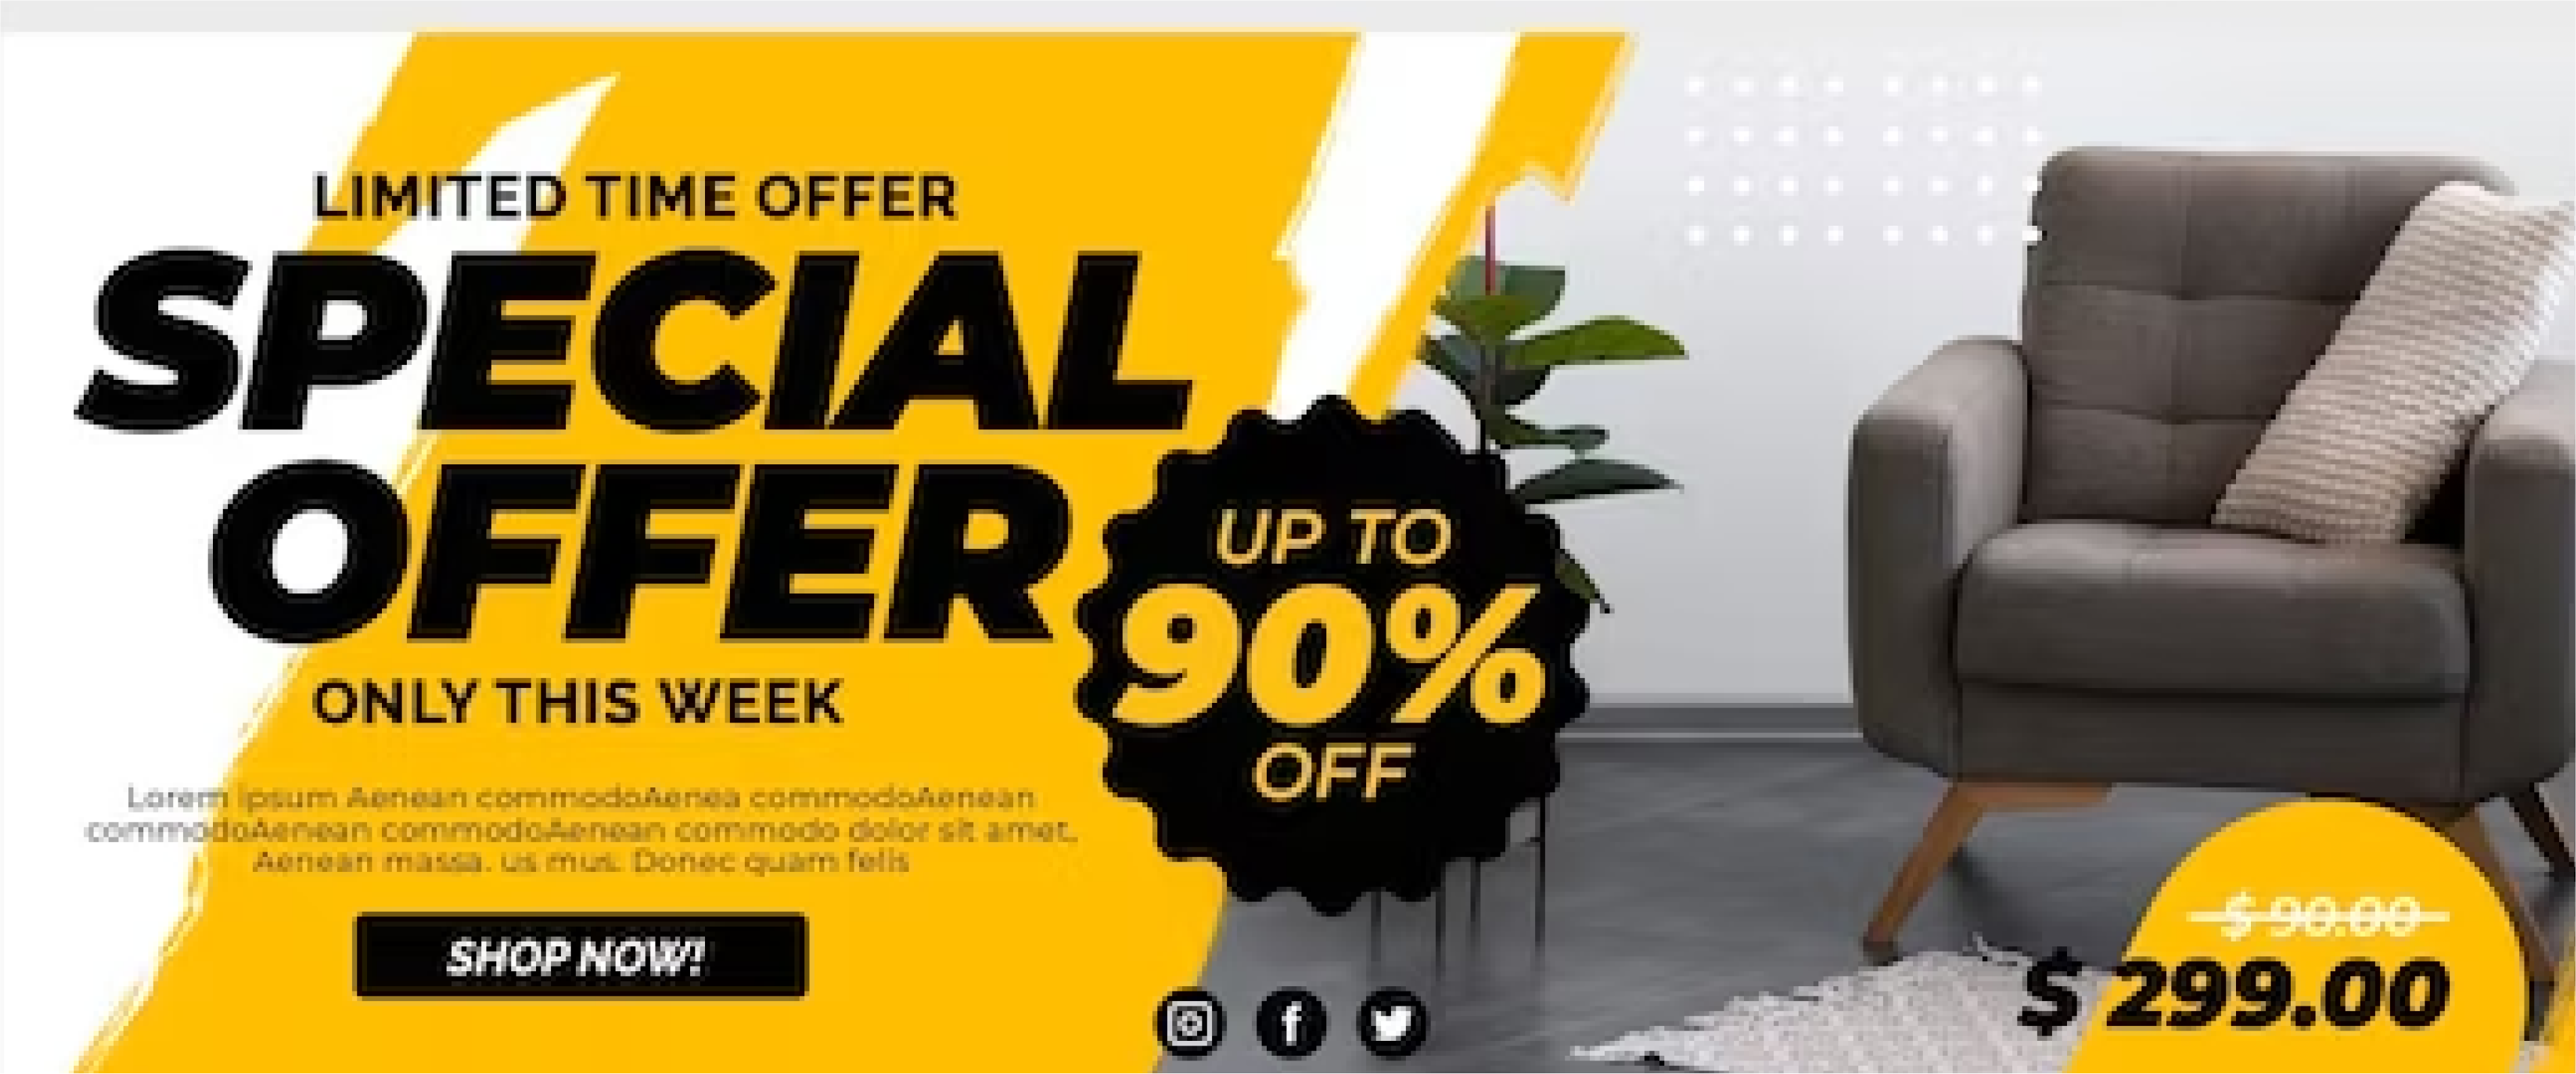 LIMITED TIME OFFER
SPECIAL
OFFER
ONLY THIS WEEK
Lorem ipsum Aenean commodoAenea commodoAenean
commodoAenean commodoAenean commodo dolor sit amet,
Aenean massa. us mus. Donec quam felis
SHOP NOW!
UP TO
90%
OFF
$ 90.00
$ 299.00